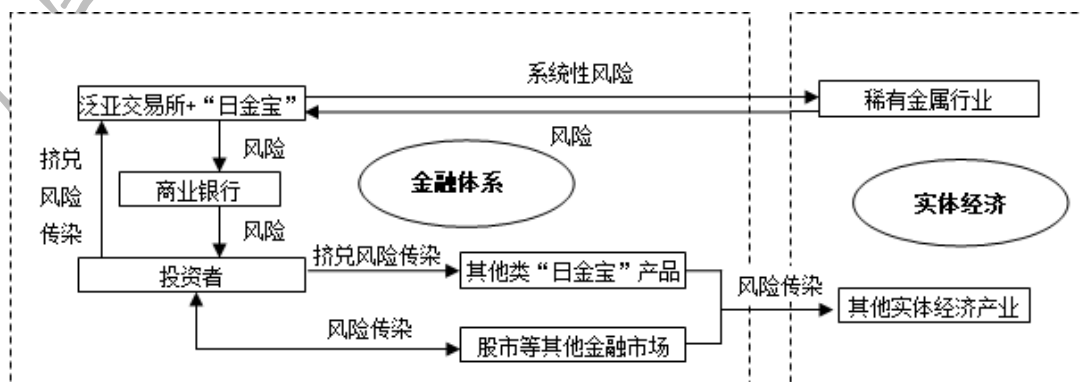 系统性风险
泛亚交易所+“日金宝”
稀有金属行业
风险
风险
挤兑
风险
传染
商业银行
金融体系
实体经济
风险
投资者
挤兑风险传染
其他类“日金宝”产品
风险传染
其他实体经济产业
风险传染
股市等其他金融市场